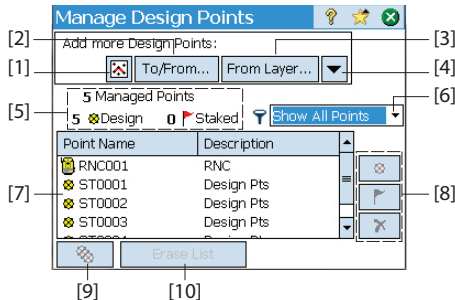 Manage Design Points
[2]
[3]
Add more Design Points:
[1]
To/From...
From Layer...
[4]
5 Managed Points
[5]
5 Design 0 Staked
Show All Points
[6]
Point Name Description
RNC001 RNC
ST0001 Design Pts
[7]
[8]
ST0002 Design Pts
ST0003 Design Pts
Erase List
[9]
[10]